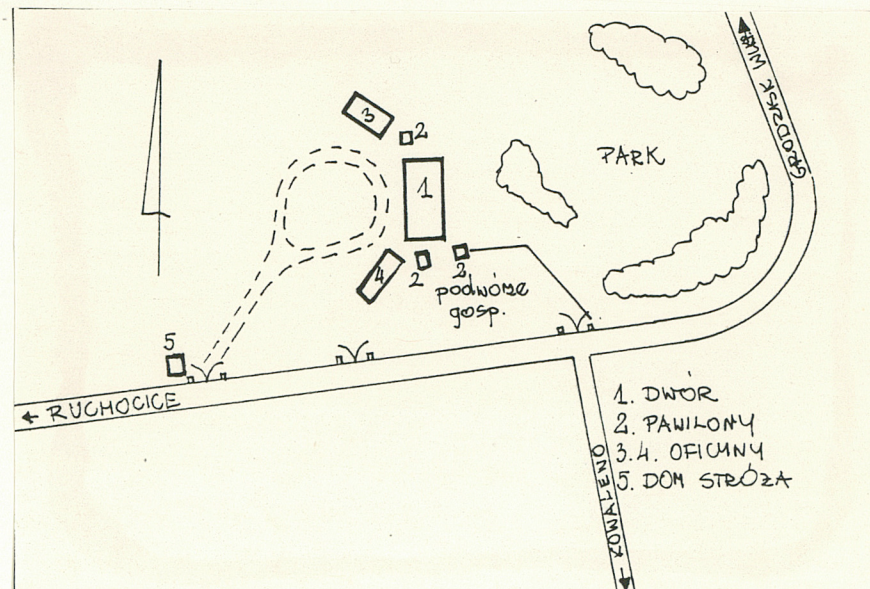 GRODZISK WLKP.
3
2
PARK
1
4
2
2
podwórze
gosp.
5
← RUCHOCICE
1. DWÓR
2. PAWILONY
3.4. OFICYNY
5. DOM STRÓŻA
← KOWALEWO